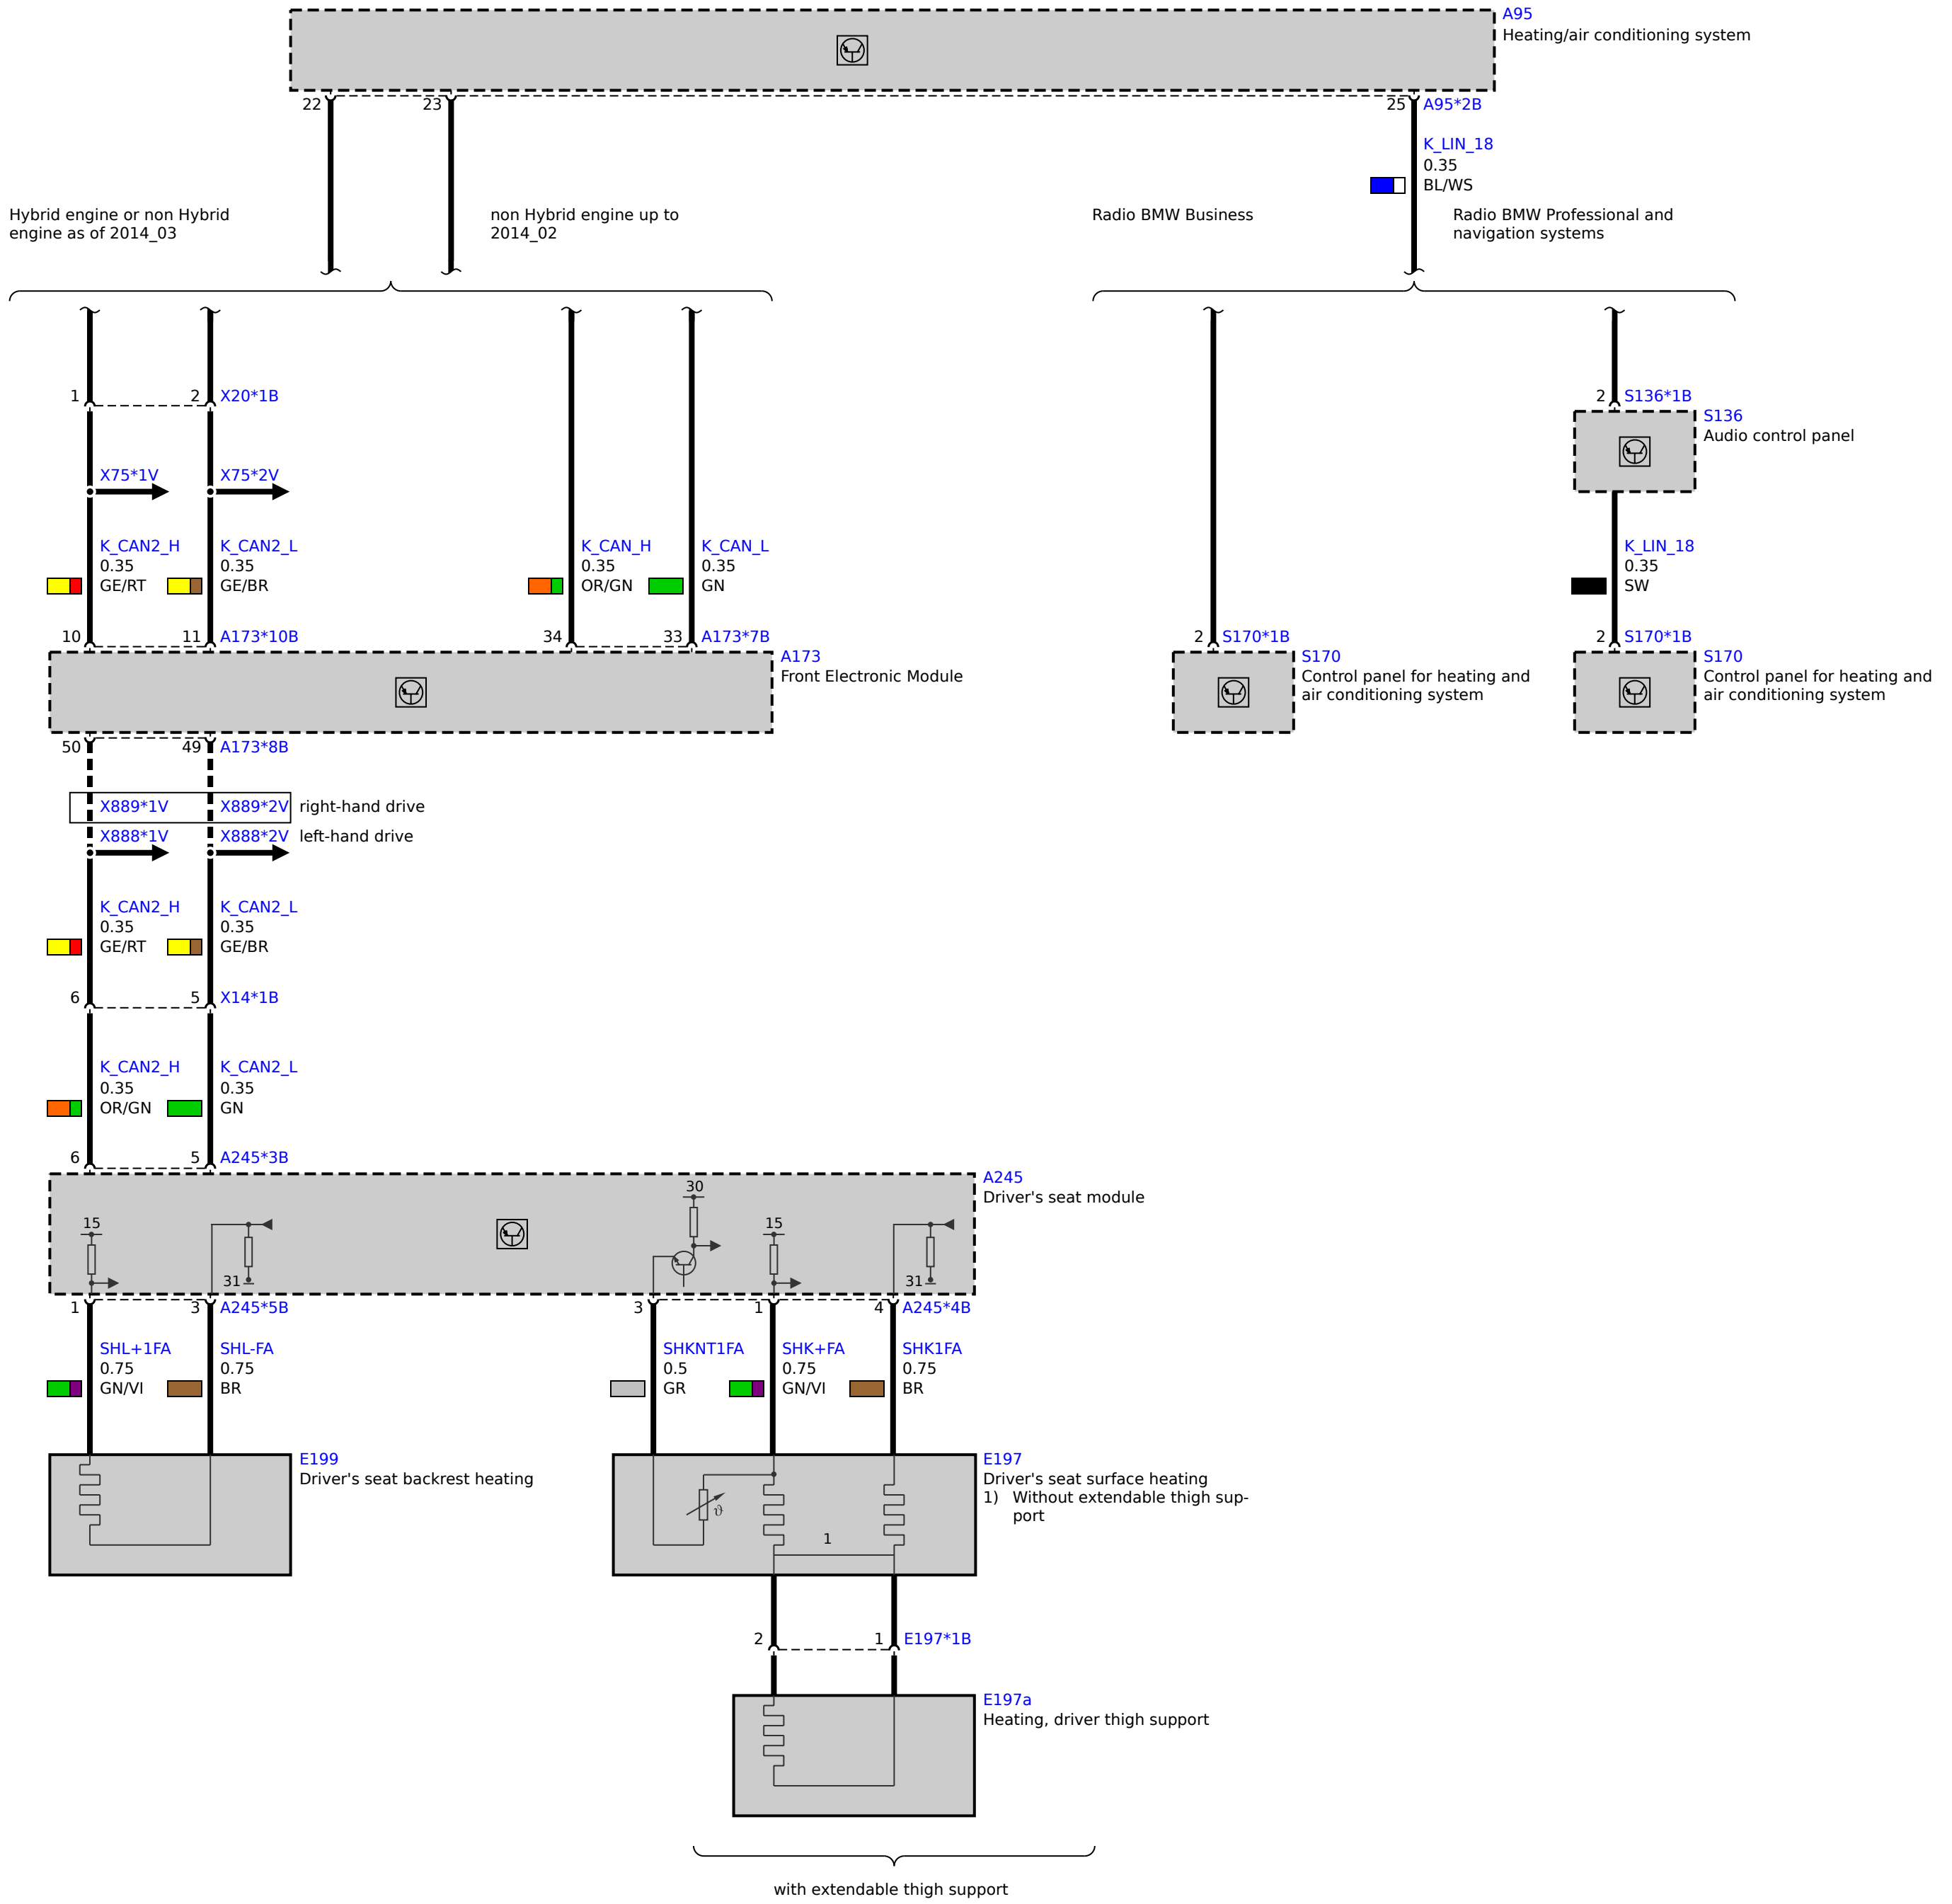 A95
Heating/air conditioning system
22
23
25
A95*2B
K_LIN_18
0.35
BL/WS
Hybrid engine or non Hybrid
engine as of 2014_03
non Hybrid engine up to
2014_02
Radio BMW Business
Radio BMW Professional and
navigation systems
1
2
X20*1B
2
S136*1B
S136
Audio control panel
X75*1V
X75*2V
K_CAN2_H
0.35
GE/RT
K_CAN2_L
0.35
GE/BR
K_CAN_H
0.35
OR/GN
K_CAN_L
0.35
GN
K_LIN_18
0.35
SW
10
11
A173*10B
34
33
A173*7B
2
S170*1B
2
S170*1B
A173
Front Electronic Module
S170
Control panel for heating and
air conditioning system
S170
Control panel for heating and
air conditioning system
50
49
A173*8B
X889*1V
X889*2V
right-hand drive
X888*1V
X888*2V
left-hand drive
K_CAN2_H
0.35
GE/RT
K_CAN2_L
0.35
GE/BR
6
5
X14*1B
K_CAN2_H
0.35
OR/GN
K_CAN2_L
0.35
GN
6
5
A245*3B
A245
Driver's seat module
15
31
30
15
31
1
3
A245*5B
3
1
4
A245*4B
SHL+1FA
0.75
GN/VI
SHL-FA
0.75
BR
SHKNT1FA
0.5
GR
SHK+FA
0.75
GN/VI
SHK1FA
0.75
BR
E199
Driver's seat backrest heating
E197
Driver's seat surface heating
1) Without extendable thigh sup-
port
ϑ
1
2
1
E197*1B
E197a
Heating, driver thigh support
with extendable thigh support